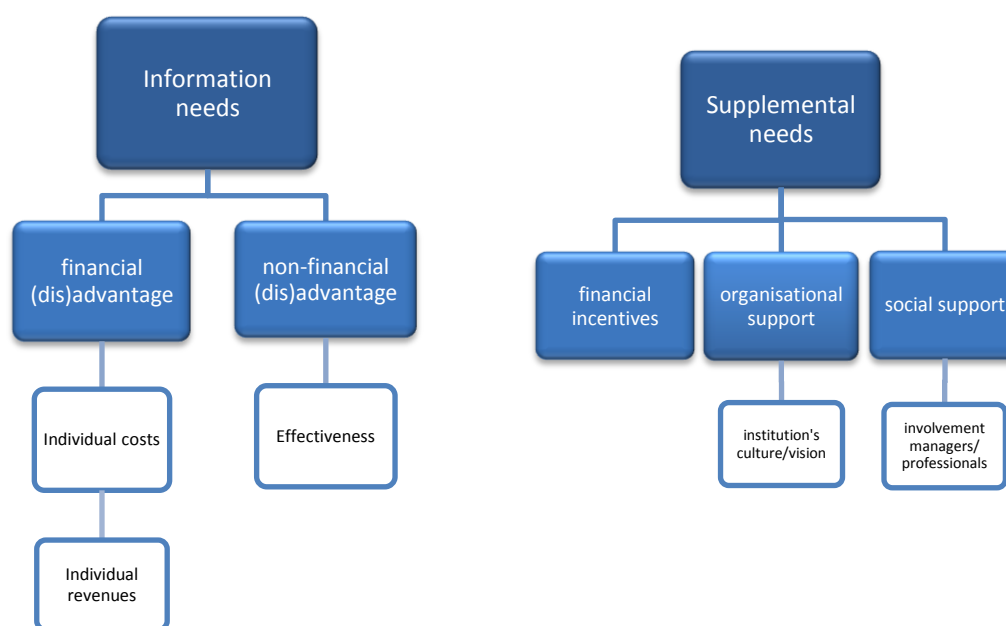 Information
needs
financial
(dis)advantage
non-financial
(dis)advantage
Individual costs
Effectiveness
Individual
revenues
Supplemental
needs
financial
incentives
organisational
support
social support
institution's
culture/vision
involvement
managers/
professionals